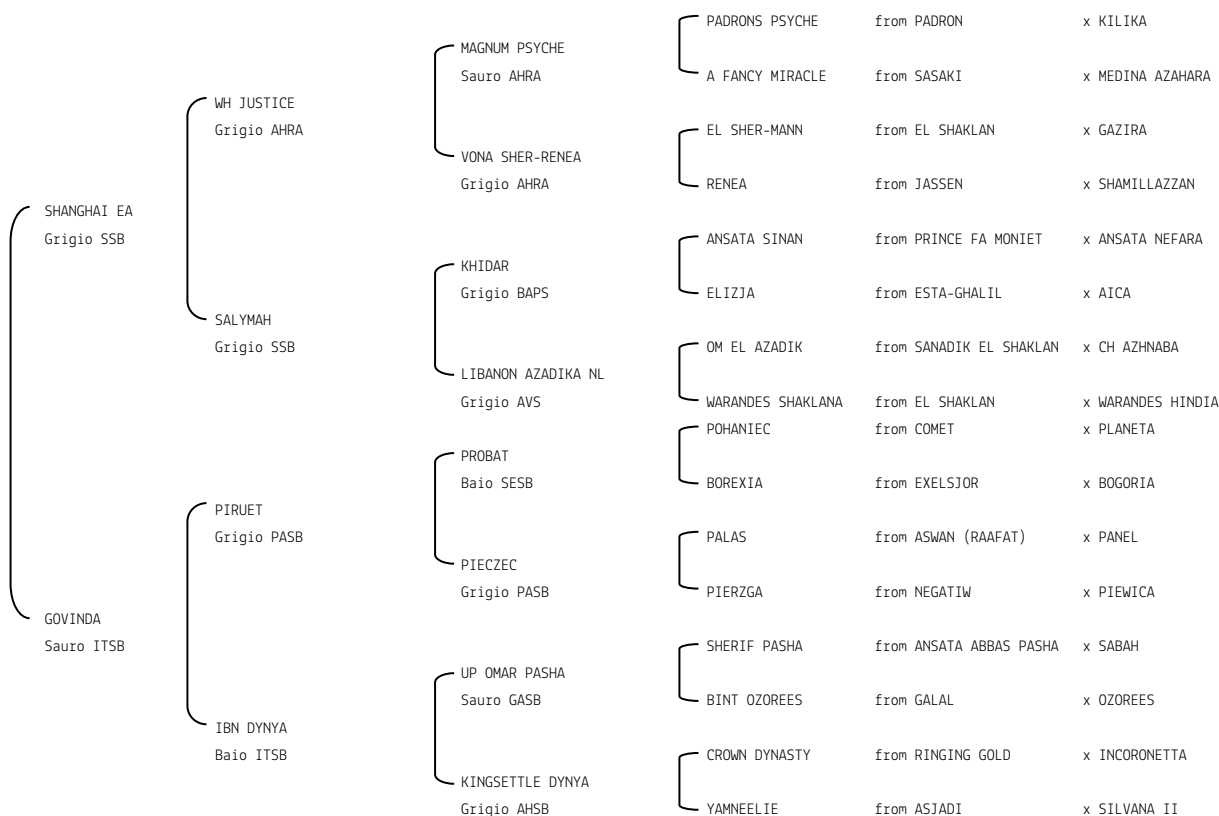 PADRONS PSYCHE from PADRON x KILIKA
MAGNUM PSYCHE
Sauro AHRA A FANCY MIRACLE from SASAKI x MEDINA AZAHARA
WH JUSTICE
Grigio AHRA EL SHER-MANN from EL SHAKLAN x GAZIRA
VONA SHER-RENEA
Grigio AHRA RENEA from JASSEN x SHAMILLAZZAN
SHANGHAI EA
Grigio SSB ANSATA SINAN from PRINCE FA MONIET x ANSATA NEFARA
KHIDAR
Grigio BAPS ELIZJA from ESTA-GHALIL x AICA
SALYMAH
Grigio SSB OM EL AZADIK from SANADIK EL SHAKLAN x CH AZHNABA
LIBANON AZADIKA NL
Grigio AVS WARANDES SHAKLANA from EL SHAKLAN x WARANDES HINDIA
POHANIEC from COMET x PLANETA
PROBAT
Baio SESB BOREXIA from EXELSJOR x BOGORIA
PIRUET
Grigio PASB PALAS from ASWAN (RAAFAT) x PANEL
PIECZEC
Grigio PASB PIERZGA from NEGATIW x PIEWICA
GOVINDA
Sauro ITSB SHERIF PASHA from ANSATA ABBAS PASHA x SABAH
UP OMAR PASHA
Sauro GASB BINT OZOREES from GALAL x OZOREES
IBN DYNYA
Baio ITSB CROWN DYNASTY from RINGING GOLD x INCORONETTA
KINGSETTLE DYNYA
Grigio AHSB YAMNEELIE from ASJADI x SILVANA II